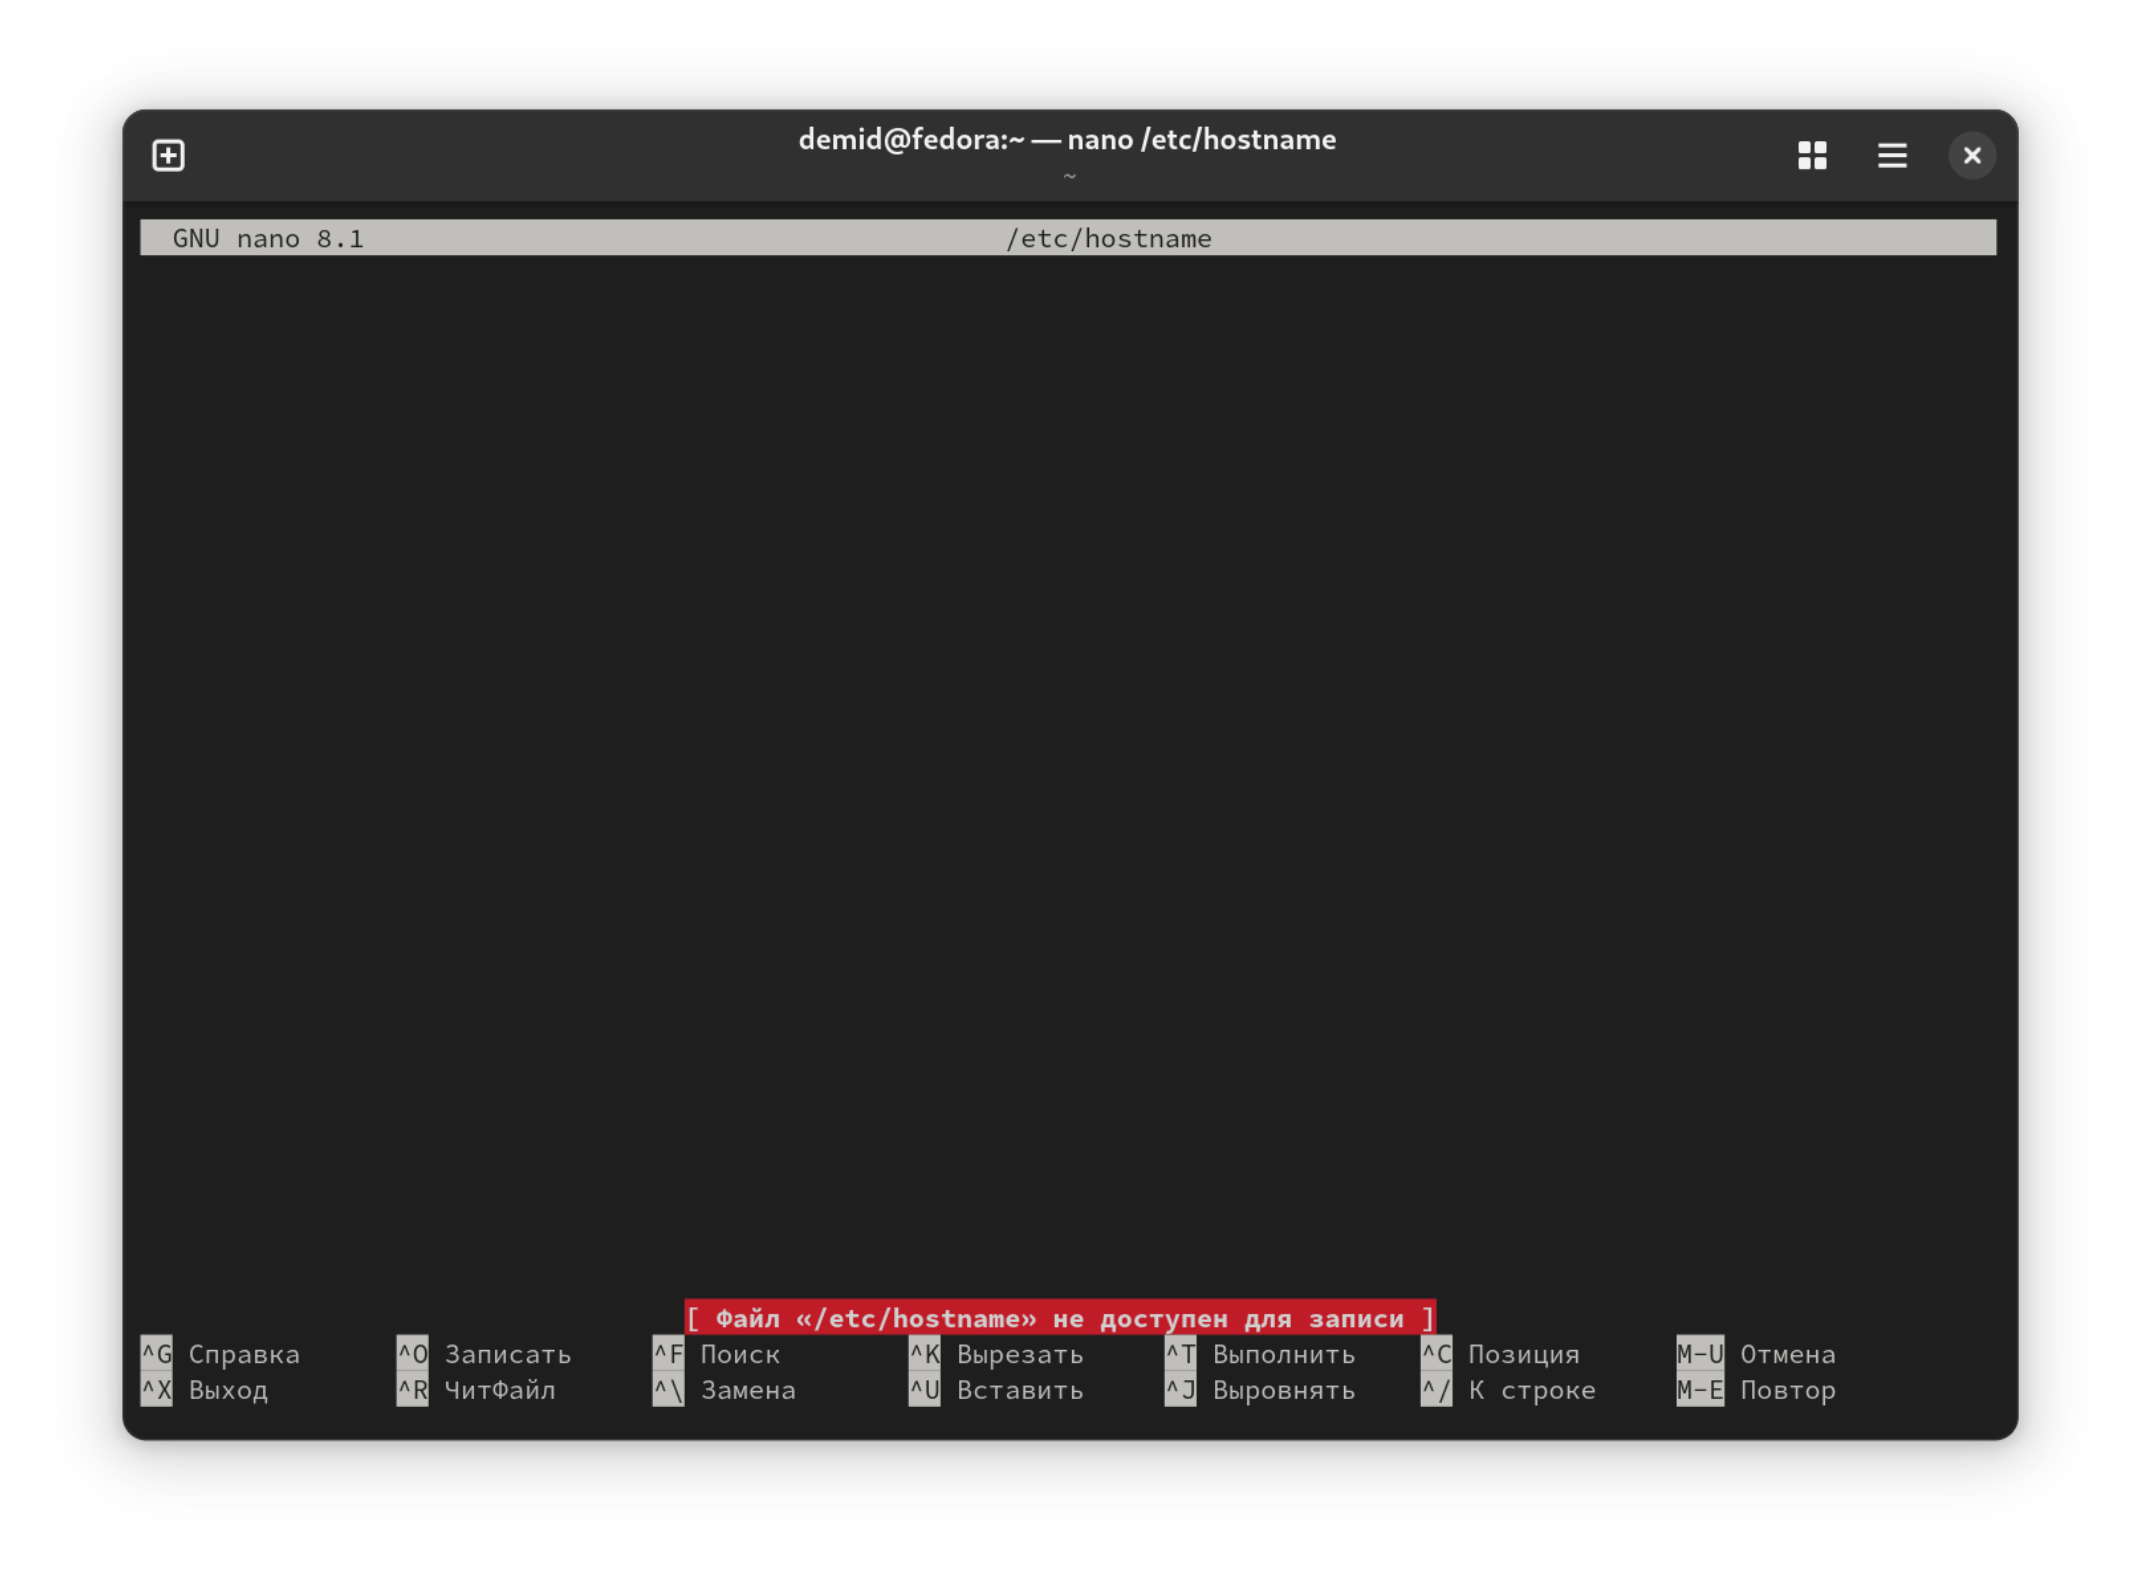 demid@fedora:~ — nano /etc/hostname
~
GNU nano 8.1 /etc/hostname
[ Файл «/etc/hostname» не доступен для записи ]
^G Справка ^O Записать ^F Поиск ^K Вырезать ^T Выполнить ^C Позиция M-U Отмена
^X Выход ^R ЧитФайл ^\ Замена ^U Вставить ^J Выровнять ^/ К строке M-E Повтор